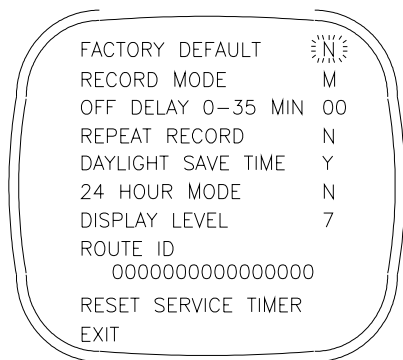 FACTORY DEFAULT N
RECORD MODE M
OFF DELAY 0-35 MIN 00
REPEAT RECORD N
DAYLIGHT SAVE TIME Y
24 HOUR MODE N
DISPLAY LEVEL 7
ROUTE ID
0000000000000000
RESET SERVICE TIMER
EXIT